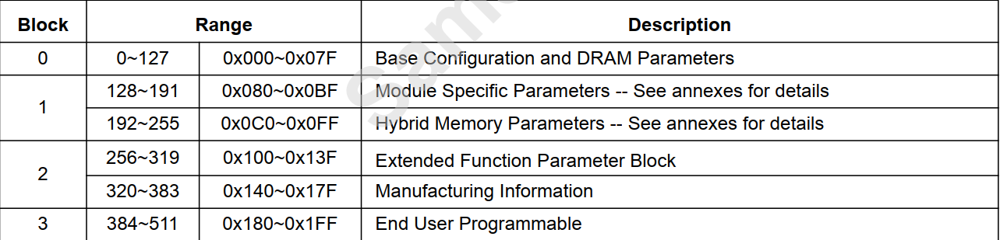 Block Range Description
0 0~127 0x000~0x07F Base Configuration and DRAM Parameters
1 128~191 0x080~0x0BF Module Specific Parameters -- See annexes for details
192~255 0x0C0~0x0FF Hybrid Memory Parameters -- See annexes for details
2 256~319 0x100~0x13F Extended Function Parameter Block
320~383 0x140~0x17F Manufacturing Information
3 384~511 0x180~0x1FF End User Programmable